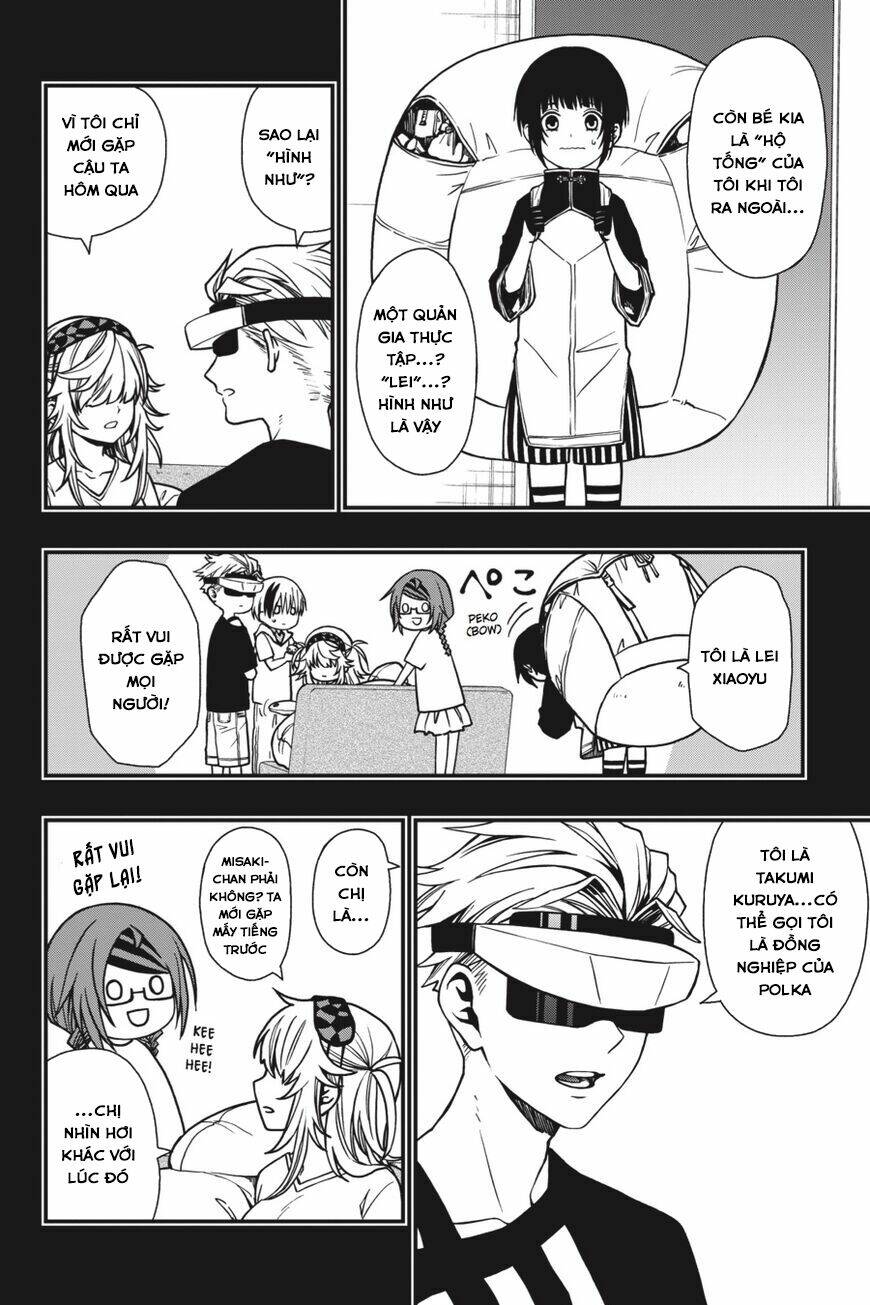 CÒN BÉ KIA
LÀ "HỘ
TỐNG" CỦA
TÔI KHI TÔI
RA NGOÀI...
MỘT QUẢN
GIA THỰC
TẬP...?
"LEI"...?
HÌNH NHƯ
LÀ VẬY
SAO LẠI
"HÌNH
NHƯ"?
VÌ TÔI CHỈ
MỚI GẶP
CẬU TA
HÔM QUA
TÔI LÀ LEI
XIAOYU
ぺこ
PEKO
(BOW)
RẤT VUI
ĐƯỢC GẶP
MỌI
NGƯỜI!
TÔI LÀ
TAKUMI
KURUYA...CÓ
THỂ GỌI TÔI
LÀ ĐỒNG
NGHIỆP CỦA
POLKA
CÒN
CHỊ
LÀ...
MISAKI-
CHAN PHẢI
KHÔNG? TA
MỚI GẶP
MẤY TIẾNG
TRƯỚC
RẤT VUI
GẶP LẠI!
KEE
HEE
HEE!
...CHỊ
NHÌN HƠI
KHÁC VỚI
LÚC ĐÓ